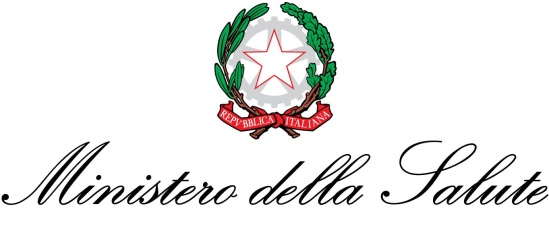 REPVBBLICA ITALIANA
Ministero della Salute